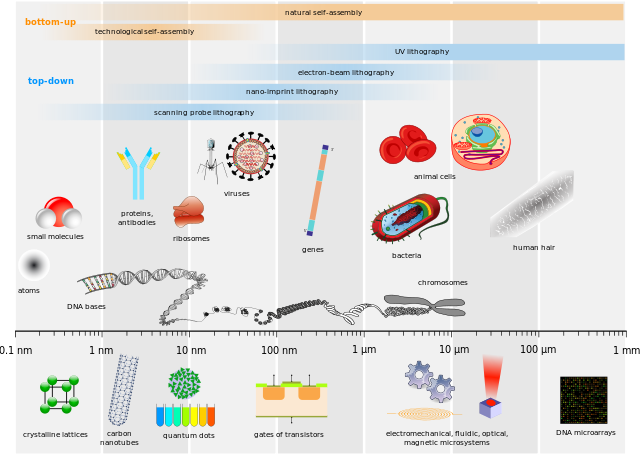 natural self-assembly
bottom-up
technological self-assembly
UV lithography
electron-beam lithography
top-down
nano-imprint lithography
scanning probe lithography
viruses
animal cells
proteins,
antibodies
small molecules
ribosomes
genes
bacteria
human hair
atoms
chromosomes
DNA bases
0.1 nm
1 nm
10 nm
100 nm
1 µm
10 µm
100 µm
1 mm
crystalline lattices
carbon
nanotubes
quantum dots
gates of transistors
electromechanical, fluidic, optical,
magnetic microsystems
DNA microarrays